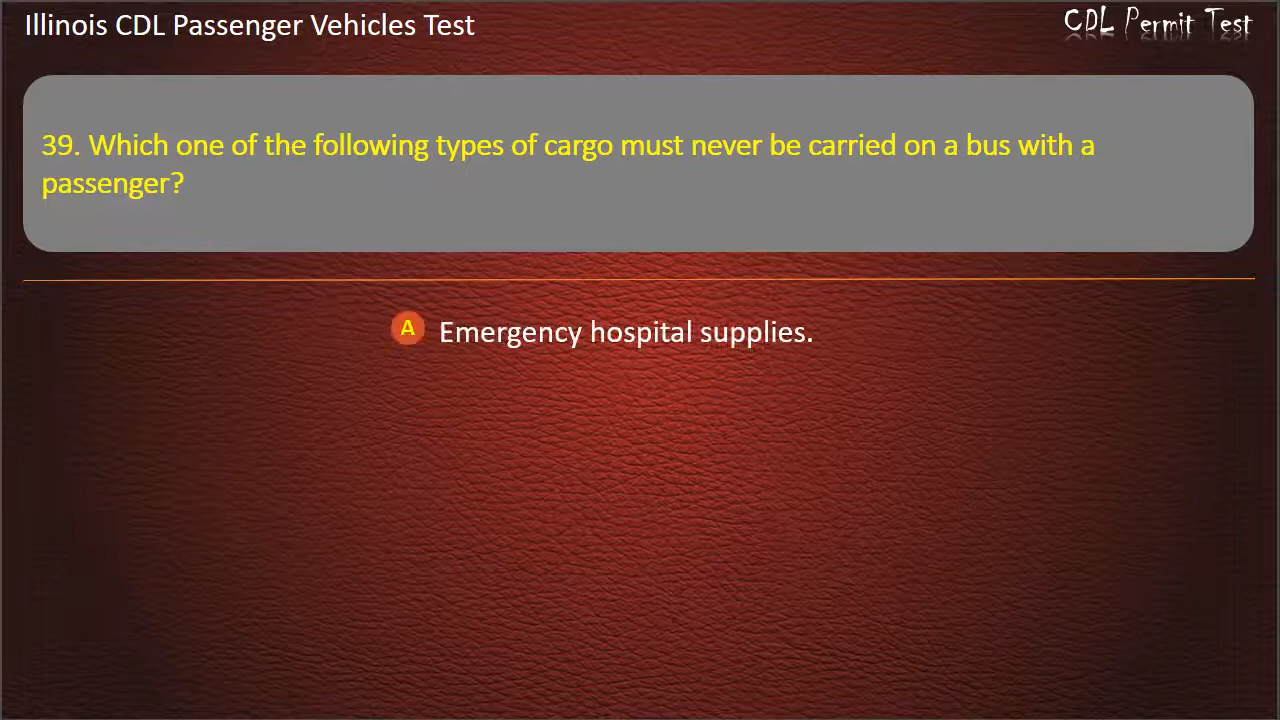 Illinois CDL Passenger Vehicles Test
CDL Permit Test
39. Which one of the following types of cargo must never be carried on a bus with a
passenger?
A Emergency hospital supplies.